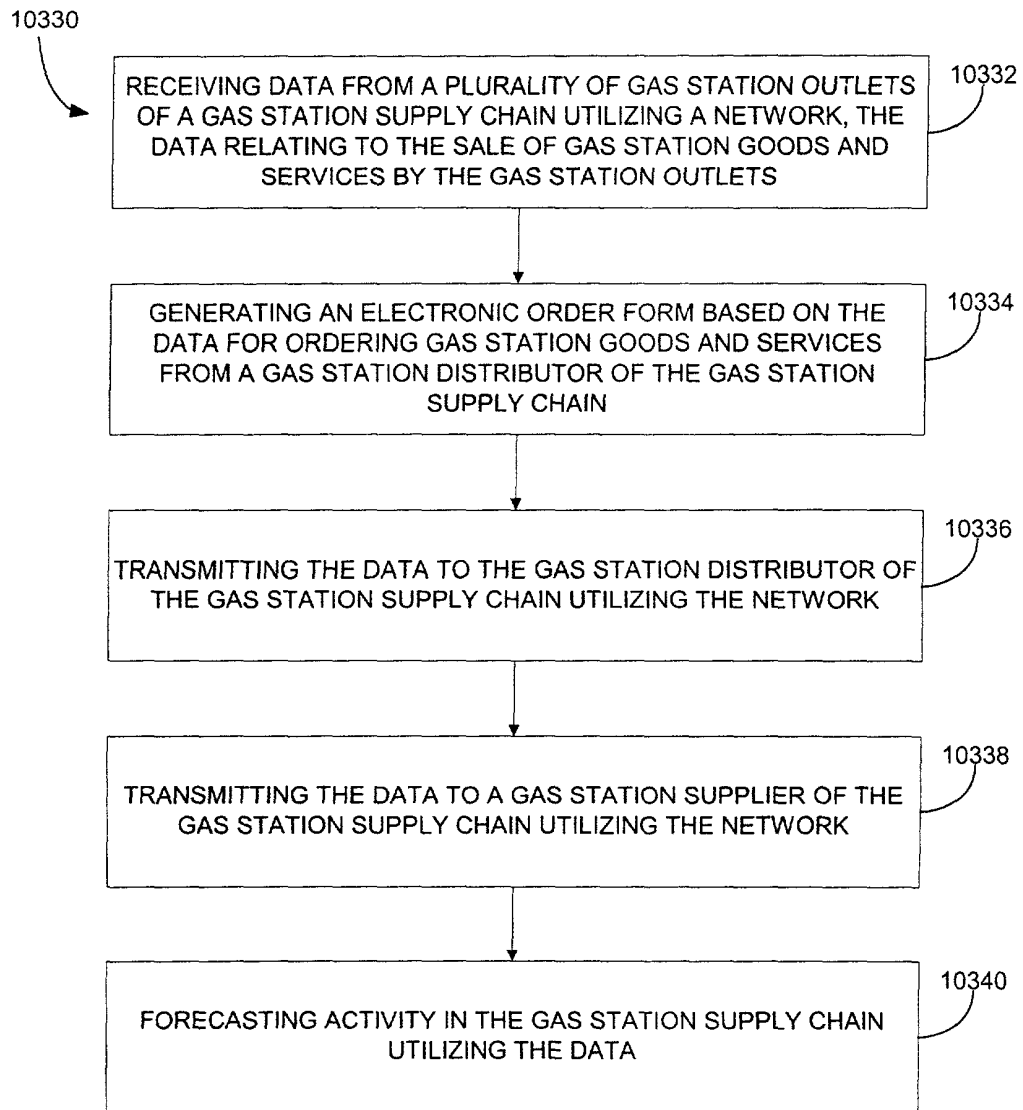 10330
RECEIVING DATA FROM A PLURALITY OF GAS STATION OUTLETS
OF A GAS STATION SUPPLY CHAIN UTILIZING A NETWORK, THE
DATA RELATING TO THE SALE OF GAS STATION GOODS AND
SERVICES BY THE GAS STATION OUTLETS
10332
GENERATING AN ELECTRONIC ORDER FORM BASED ON THE
DATA FOR ORDERING GAS STATION GOODS AND SERVICES
FROM A GAS STATION DISTRIBUTOR OF THE GAS STATION
SUPPLY CHAIN
10334
TRANSMITTING THE DATA TO THE GAS STATION DISTRIBUTOR OF
THE GAS STATION SUPPLY CHAIN UTILIZING THE NETWORK
10336
TRANSMITTING THE DATA TO A GAS STATION SUPPLIER OF THE
GAS STATION SUPPLY CHAIN UTILIZING THE NETWORK
10338
FORECASTING ACTIVITY IN THE GAS STATION SUPPLY CHAIN
UTILIZING THE DATA
10340